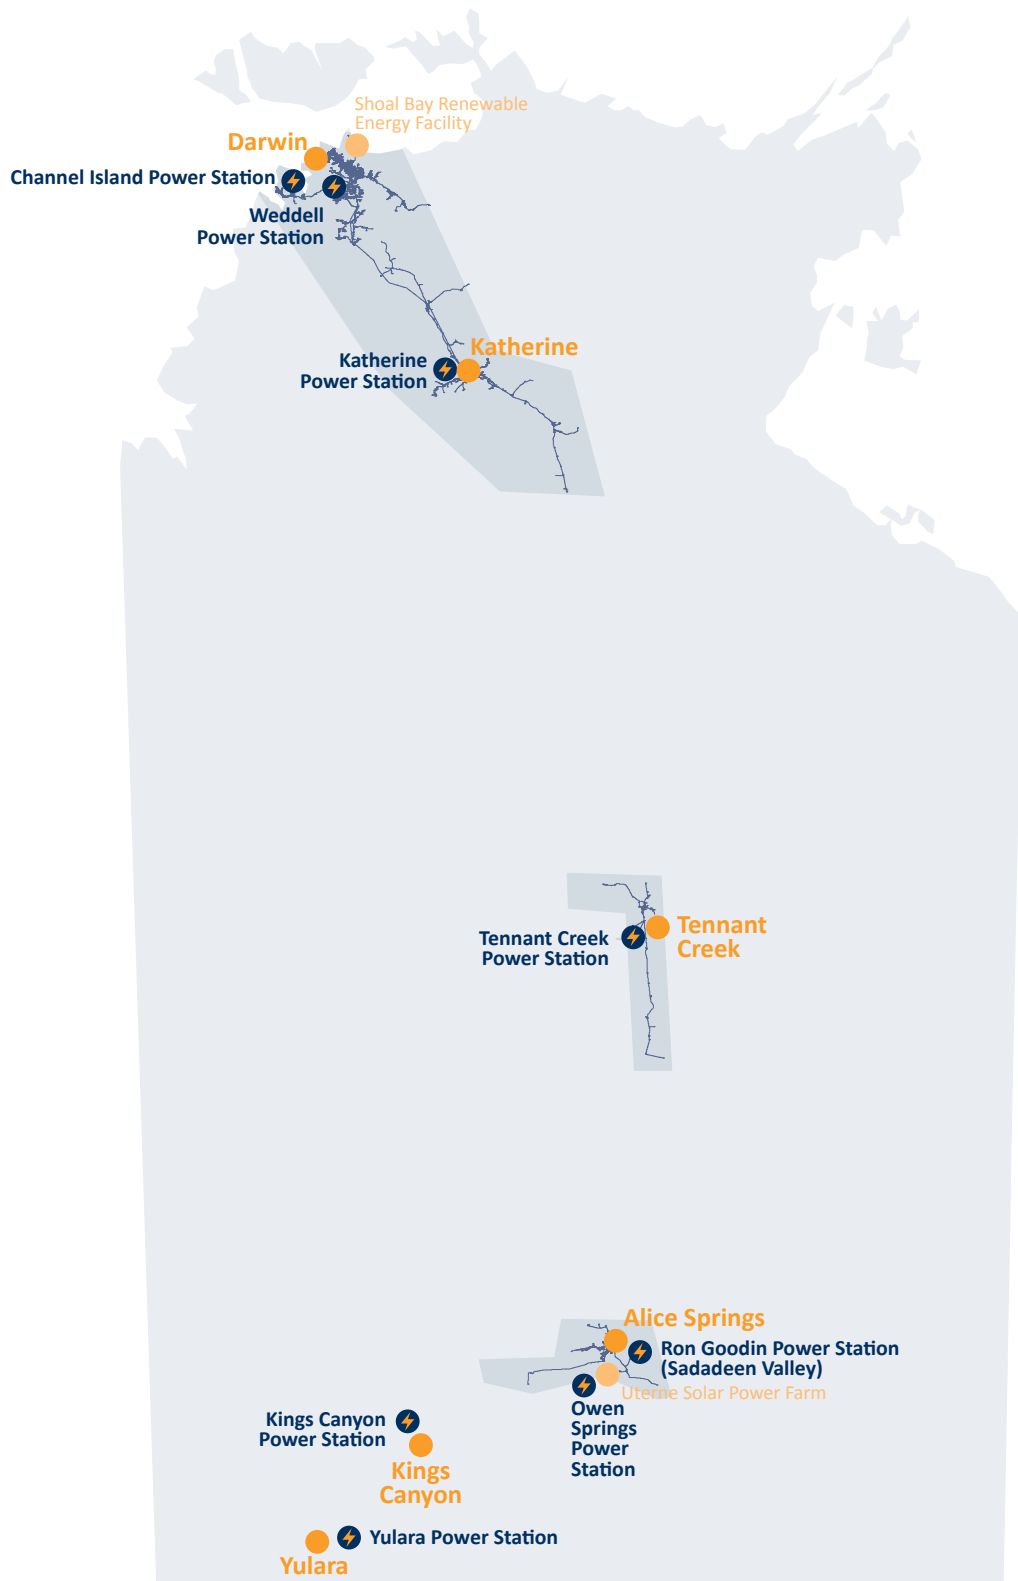 Shoal Bay Renewable
Energy Facility
Darwin
Channel Island Power Station
Weddell
Power Station
Katherine
Katherine
Power Station
Tennant
Creek
Tennant Creek
Power Station
Alice Springs
Ron Goodin Power Station
(Sadadeen Valley)
Uterne Solar Power Farm
Owen
Springs
Power
Station
Kings Canyon
Power Station
Kings
Canyon
Yulara Power Station
Yulara